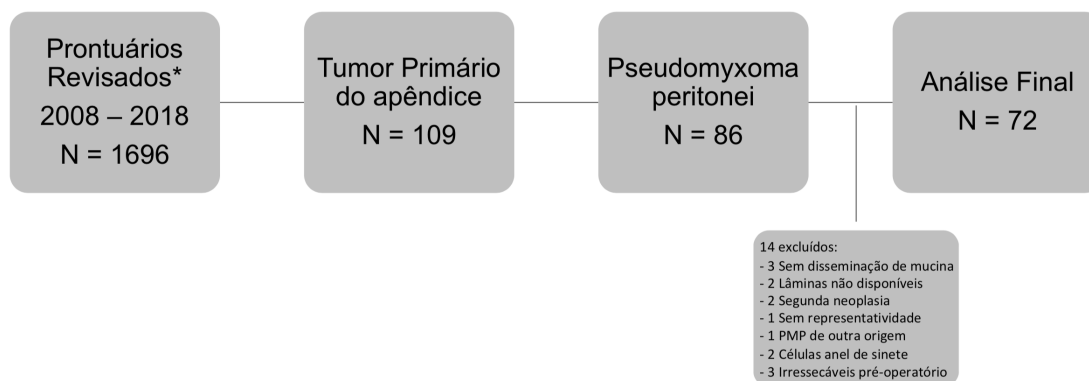 Prontuários
Revisados*
2008 – 2018
N = 1696
Tumor Primário
do apêndice
N = 109
Pseudomyxoma
peritonei
N = 86
Análise Final
N = 72
14 excluídos:
- 3 Sem disseminação de mucina
- 2 Lâminas não disponíveis
- 2 Segunda neoplasia
- 1 Sem representatividade
- 1 PMP de outra origem
- 2 Células anel de sinete
- 3 Irressecáveis pré-operatório